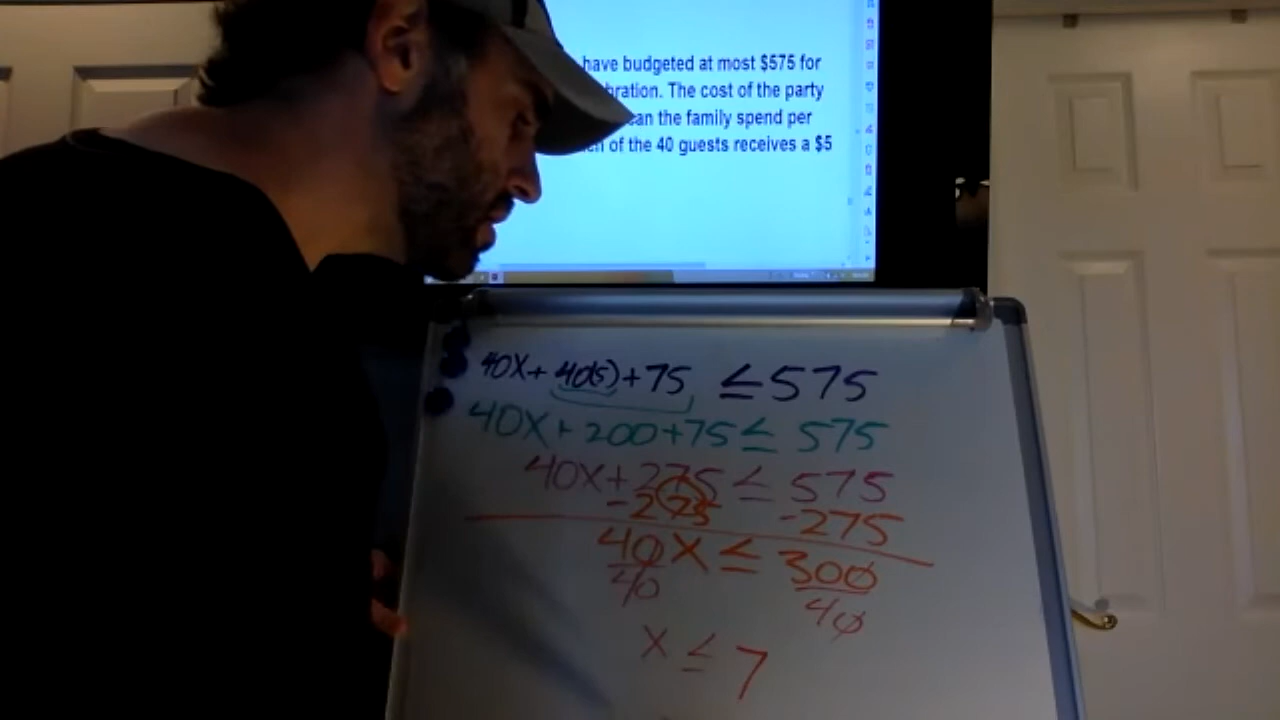 have budgeted at most $575 for
bration. The cost of the party
can the family spend per
of the 40 guests receives a $5
40X + 40(5) + 75 ≤ 575
40X + 200 + 75 ≤ 575
40X + 275 ≤ 575
-275 -275
40X ≤ 300
40 40
X ≤ 7